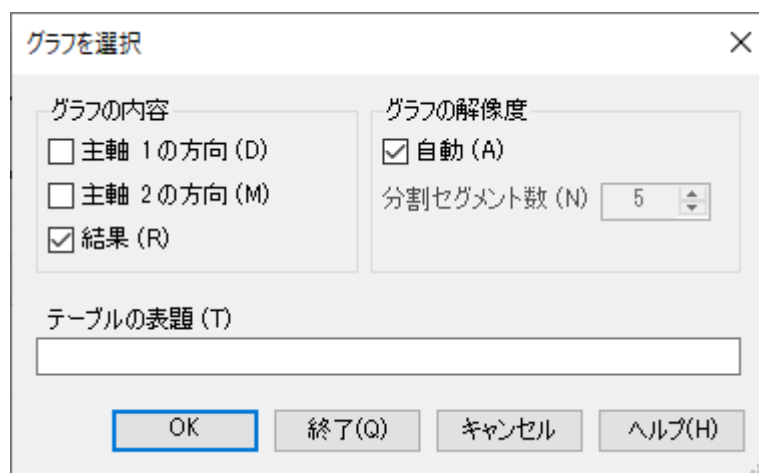 グラフを選択
グラフの内容
主軸 1の方向(D)
主軸 2の方向(M)
結果(R)
グラフの解像度
自動(A)
分割セグメント数(N) 5
テーブルの表題(T)
OK 終了(Q) キャンセル ヘルプ(H)